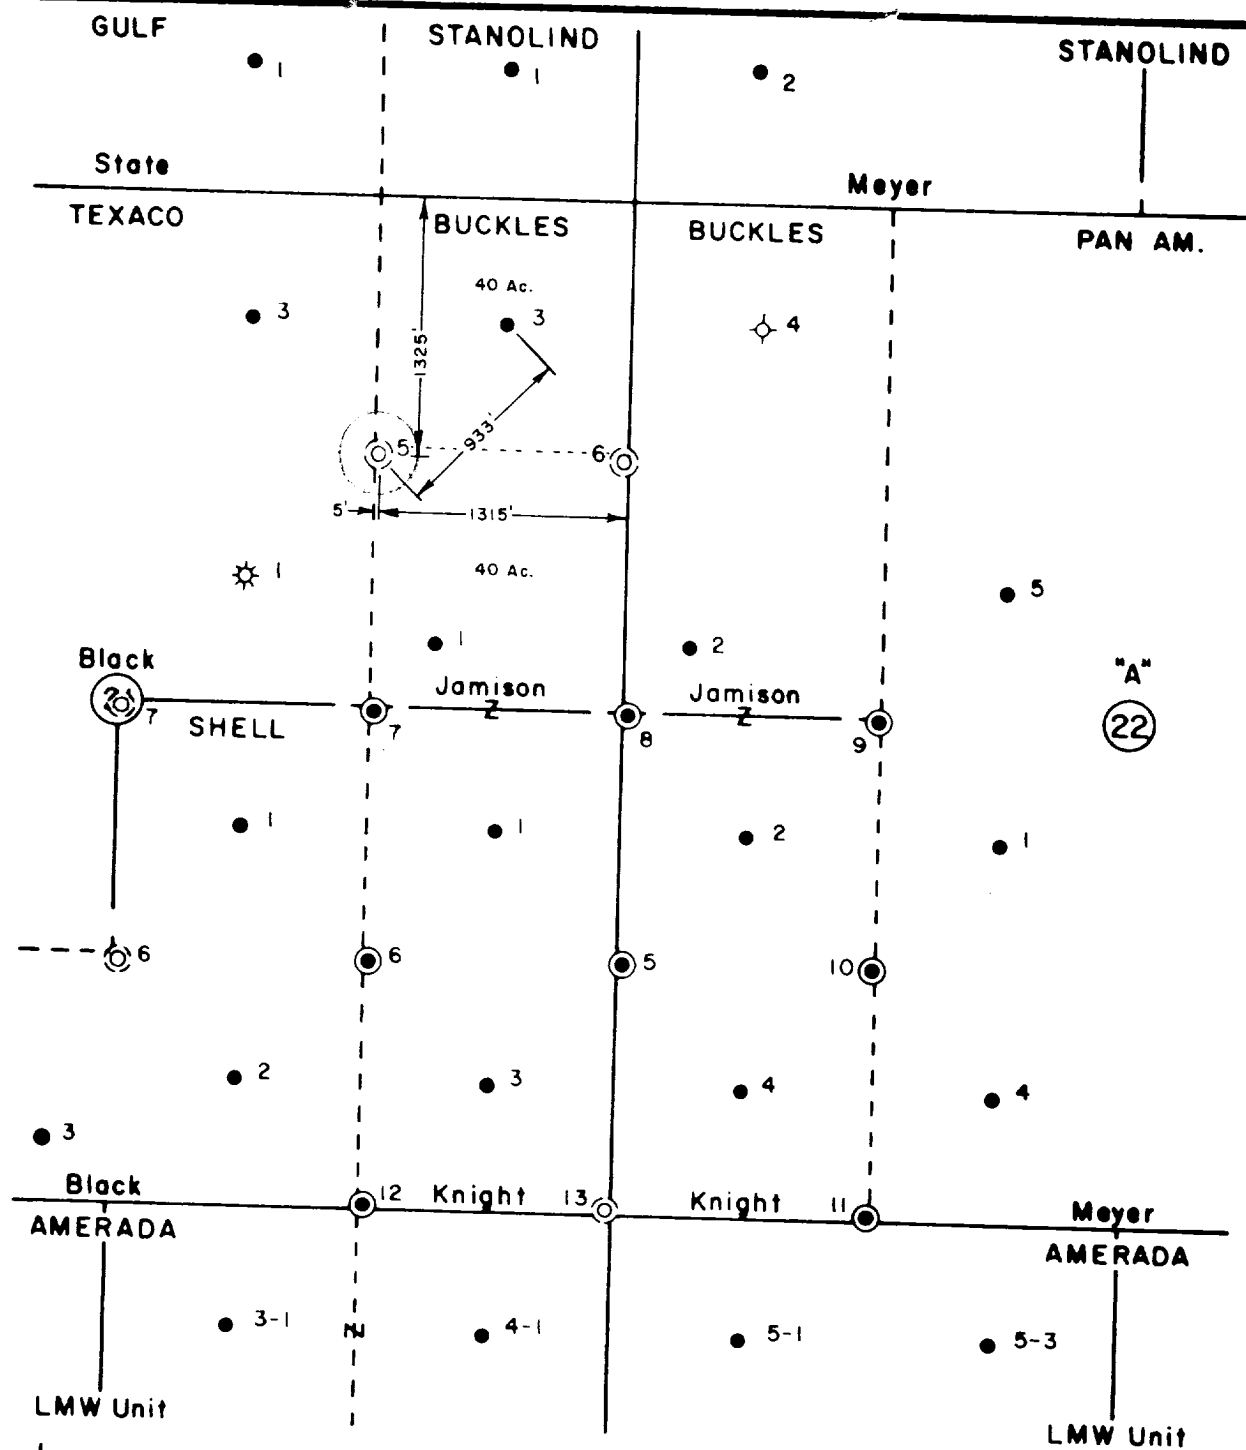 GULF
STANOLIND
STANOLIND
1
1
2
State
Meyer
TEXACO
BUCKLES
BUCKLES
PAN AM.
40 Ac.
3
3
4
1325'
933'
5
6
5'
1315'
1
40 Ac.
5
1
2
Black
Jamison
Jamison
"A"
7
SHELL
7
8
9
22
1
1
2
1
6
6
5
10
2
3
4
4
3
Black
12
Knight
13
Knight
11
Meyer
AMERADA
AMERADA
3-1
4-1
5-1
5-3
LMW Unit
LMW Unit